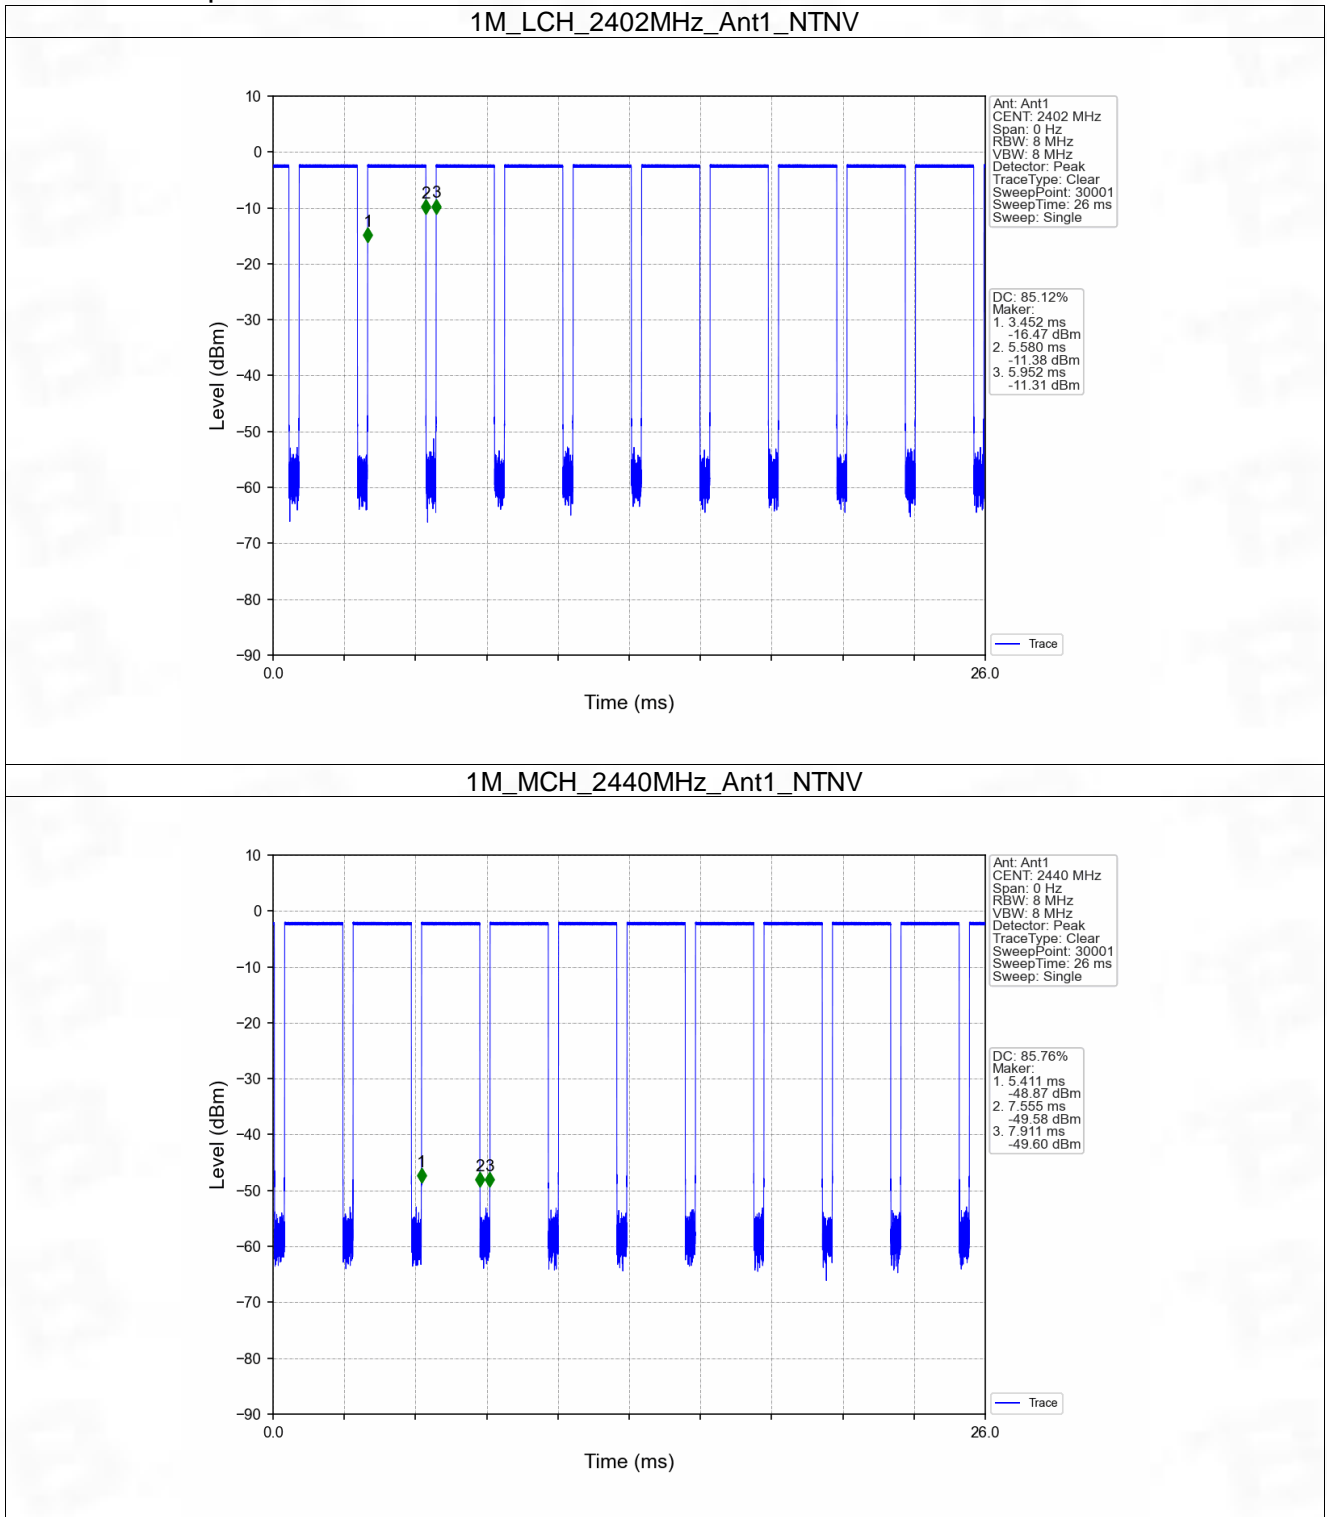 1M_LCH_2402MHz_Ant1_NTNV
10
0
−10
−20
−30
−40
−50
−60
−70
−80
−90
Level (dBm)
1
23
0.0
26.0
Time (ms)
Ant: Ant1
CENT: 2402 MHz
Span: 0 Hz
RBW: 8 MHz
VBW: 8 MHz
Detector: Peak
TraceType: Clear
SweepPoint: 30001
SweepTime: 26 ms
Sweep: Single
DC: 85.12%
Maker:
1. 3.452 ms
-16.47 dBm
2. 5.580 ms
-11.38 dBm
3. 5.952 ms
-11.31 dBm
Trace
1M_MCH_2440MHz_Ant1_NTNV
10
0
−10
−20
−30
−40
−50
−60
−70
−80
−90
Level (dBm)
1
23
0.0
26.0
Time (ms)
Ant: Ant1
CENT: 2440 MHz
Span: 0 Hz
RBW: 8 MHz
VBW: 8 MHz
Detector: Peak
TraceType: Clear
SweepPoint: 30001
SweepTime: 26 ms
Sweep: Single
DC: 85.76%
Maker:
1. 5.411 ms
-48.87 dBm
2. 7.555 ms
-49.58 dBm
3. 7.911 ms
-49.60 dBm
Trace